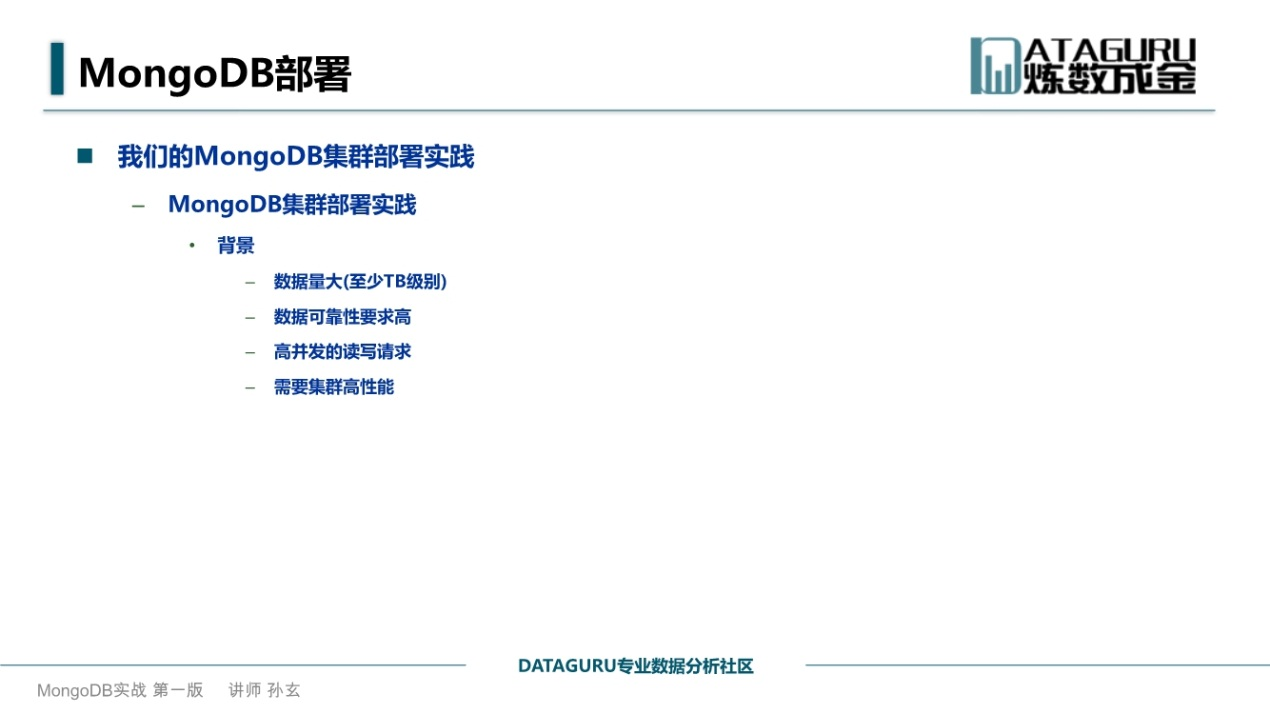 MongoDB部署
DATAGURU
炼数成金
■ 我们的MongoDB集群部署实践
– MongoDB集群部署实践
• 背景
– 数据量大(至少TB级别)
– 数据可靠性要求高
– 高并发的读写请求
– 需要集群高性能
DATAGURU专业数据分析社区
MongoDB实战 第一版 讲师 孙玄